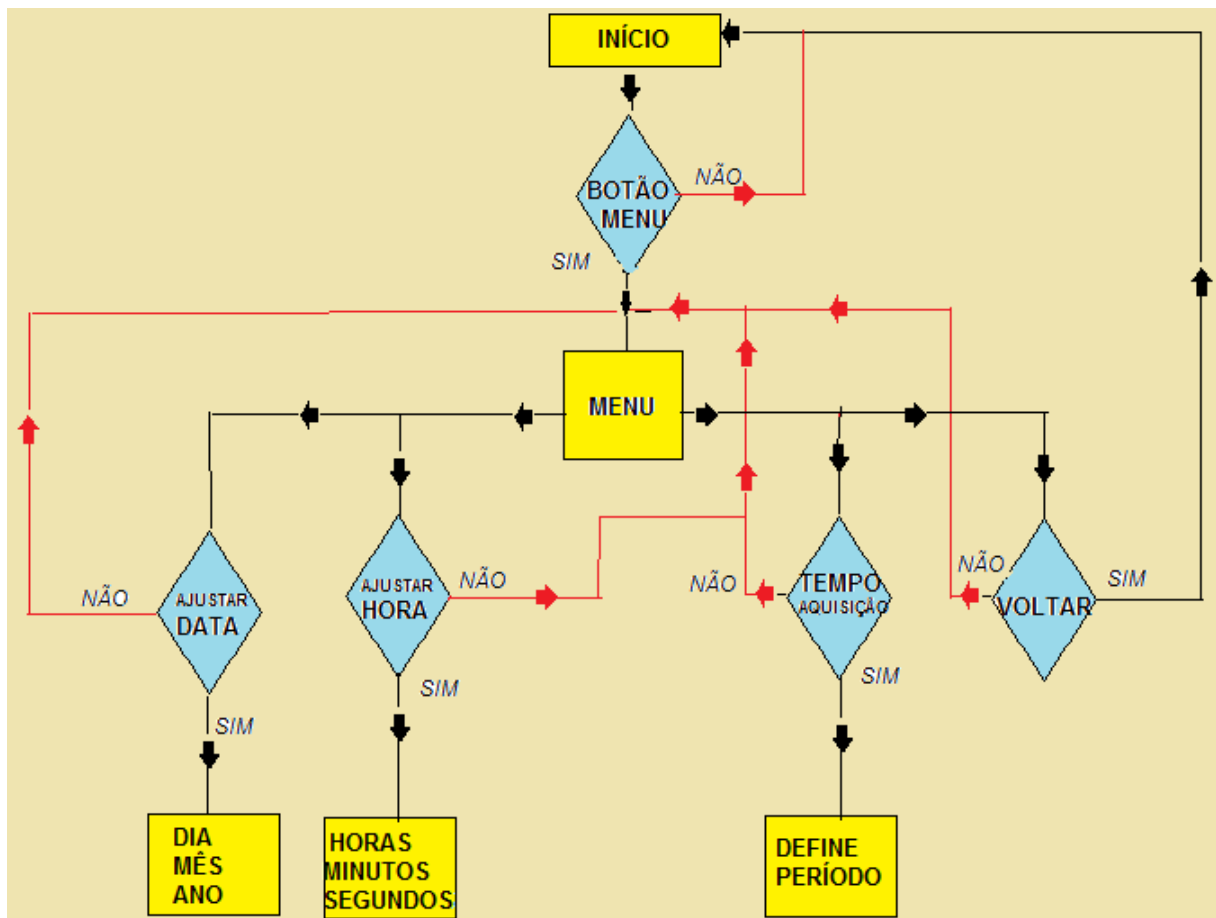 INÍCIO
BOTÃO
MENU
NÃO
SIM
MENU
AJUSTAR
DATA
NÃO
SIM
AJUSTAR
HORA
NÃO
SIM
TEMPO
AQUISIÇÃO
NÃO
SIM
VOLTAR
NÃO
SIM
DIA
MÊS
ANO
HORAS
MINUTOS
SEGUNDOS
DEFINE
PERÍODO